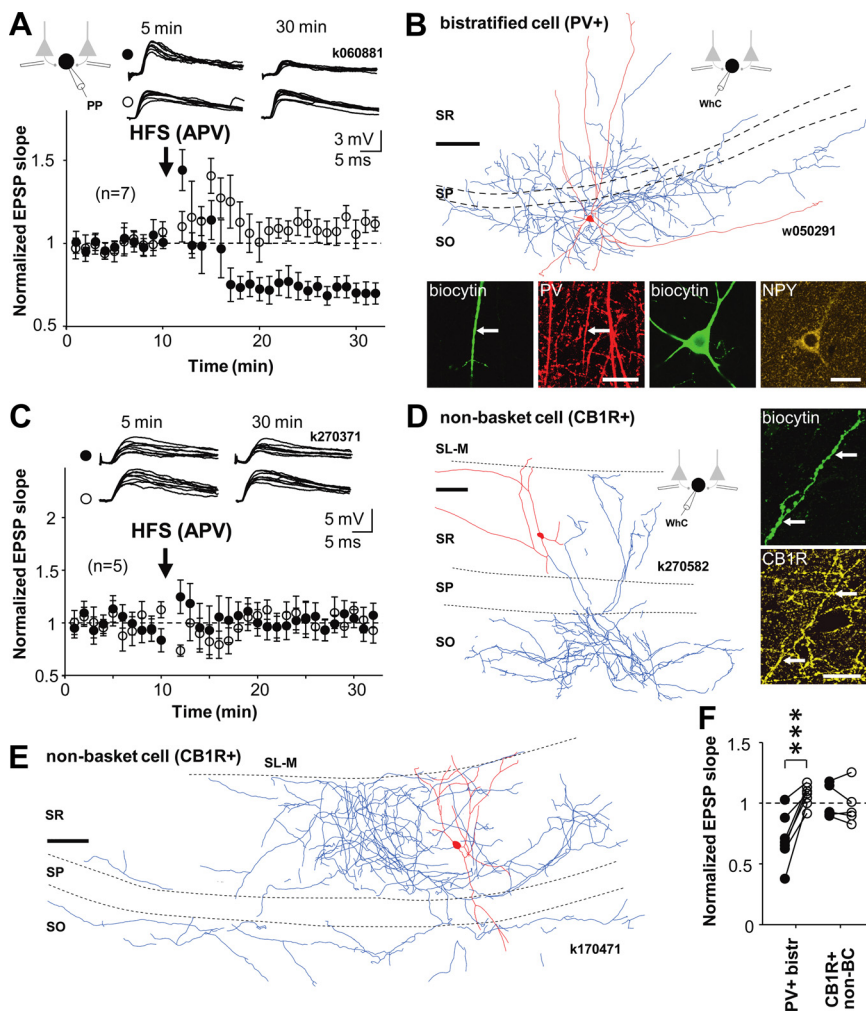 A
5 min
30 min
k060881
PP
HFS (APV)
3 mV
5 ms
(n=7)
Normalized EPSP slope
1.5
1
0.5
0
10
20
30
Time (min)
B
bistratified cell (PV+)
WhC
SR
SP
SO
w050291
biocytin
PV
biocytin
NPY
C
5 min
30 min
k270371
HFS (APV)
5 mV
5 ms
(n=5)
Normalized EPSP slope
2
1.5
1
0.5
0
10
20
30
Time (min)
D
non-basket cell (CB1R+)
SL-M
SR
SP
SO
WhC
k270582
biocytin
CB1R
E
non-basket cell (CB1R+)
SL-M
SR
SP
SO
k170471
F
***
Normalized EPSP slope
1.5
1
0.5
0
PV+ bistr
CB1R+
non-BC